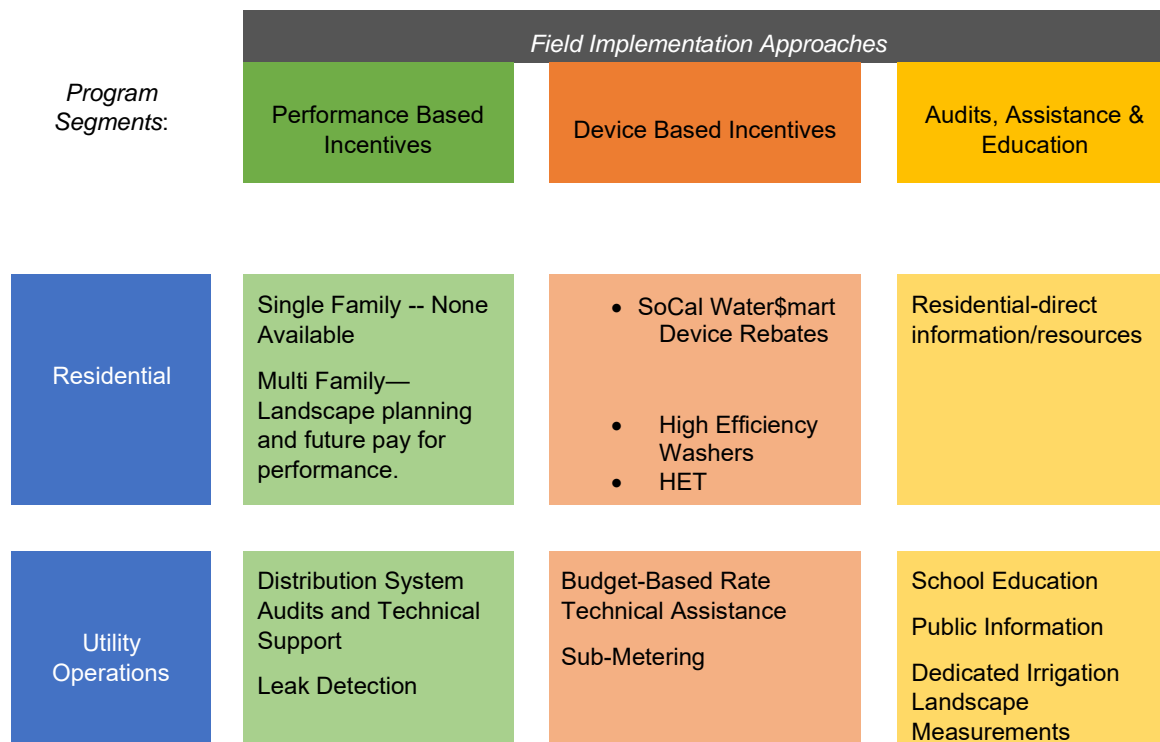 Field Implementation Approaches
Program
Segments:
Performance Based
Incentives
Device Based Incentives
Audits, Assistance &
Education
Residential
Single Family -- None
Available
Multi Family—
Landscape planning
and future pay for
performance.
• SoCal Water$mart
Device Rebates
• High Efficiency
Washers
• HET
Residential-direct
information/resources
Utility
Operations
Distribution System
Audits and Technical
Support
Leak Detection
Budget-Based Rate
Technical Assistance
Sub-Metering
School Education
Public Information
Dedicated Irrigation
Landscape
Measurements